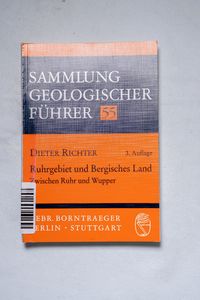 SAMMLUNG
GEOLOGISCHER
FÜHRER 55
DIETER RICHTER 3. Auflage
Ruhrgebiet und Bergisches Land
Zwischen Ruhr und Wupper
GEBR. BORNTRAEGER
BERLIN · STUTTGART